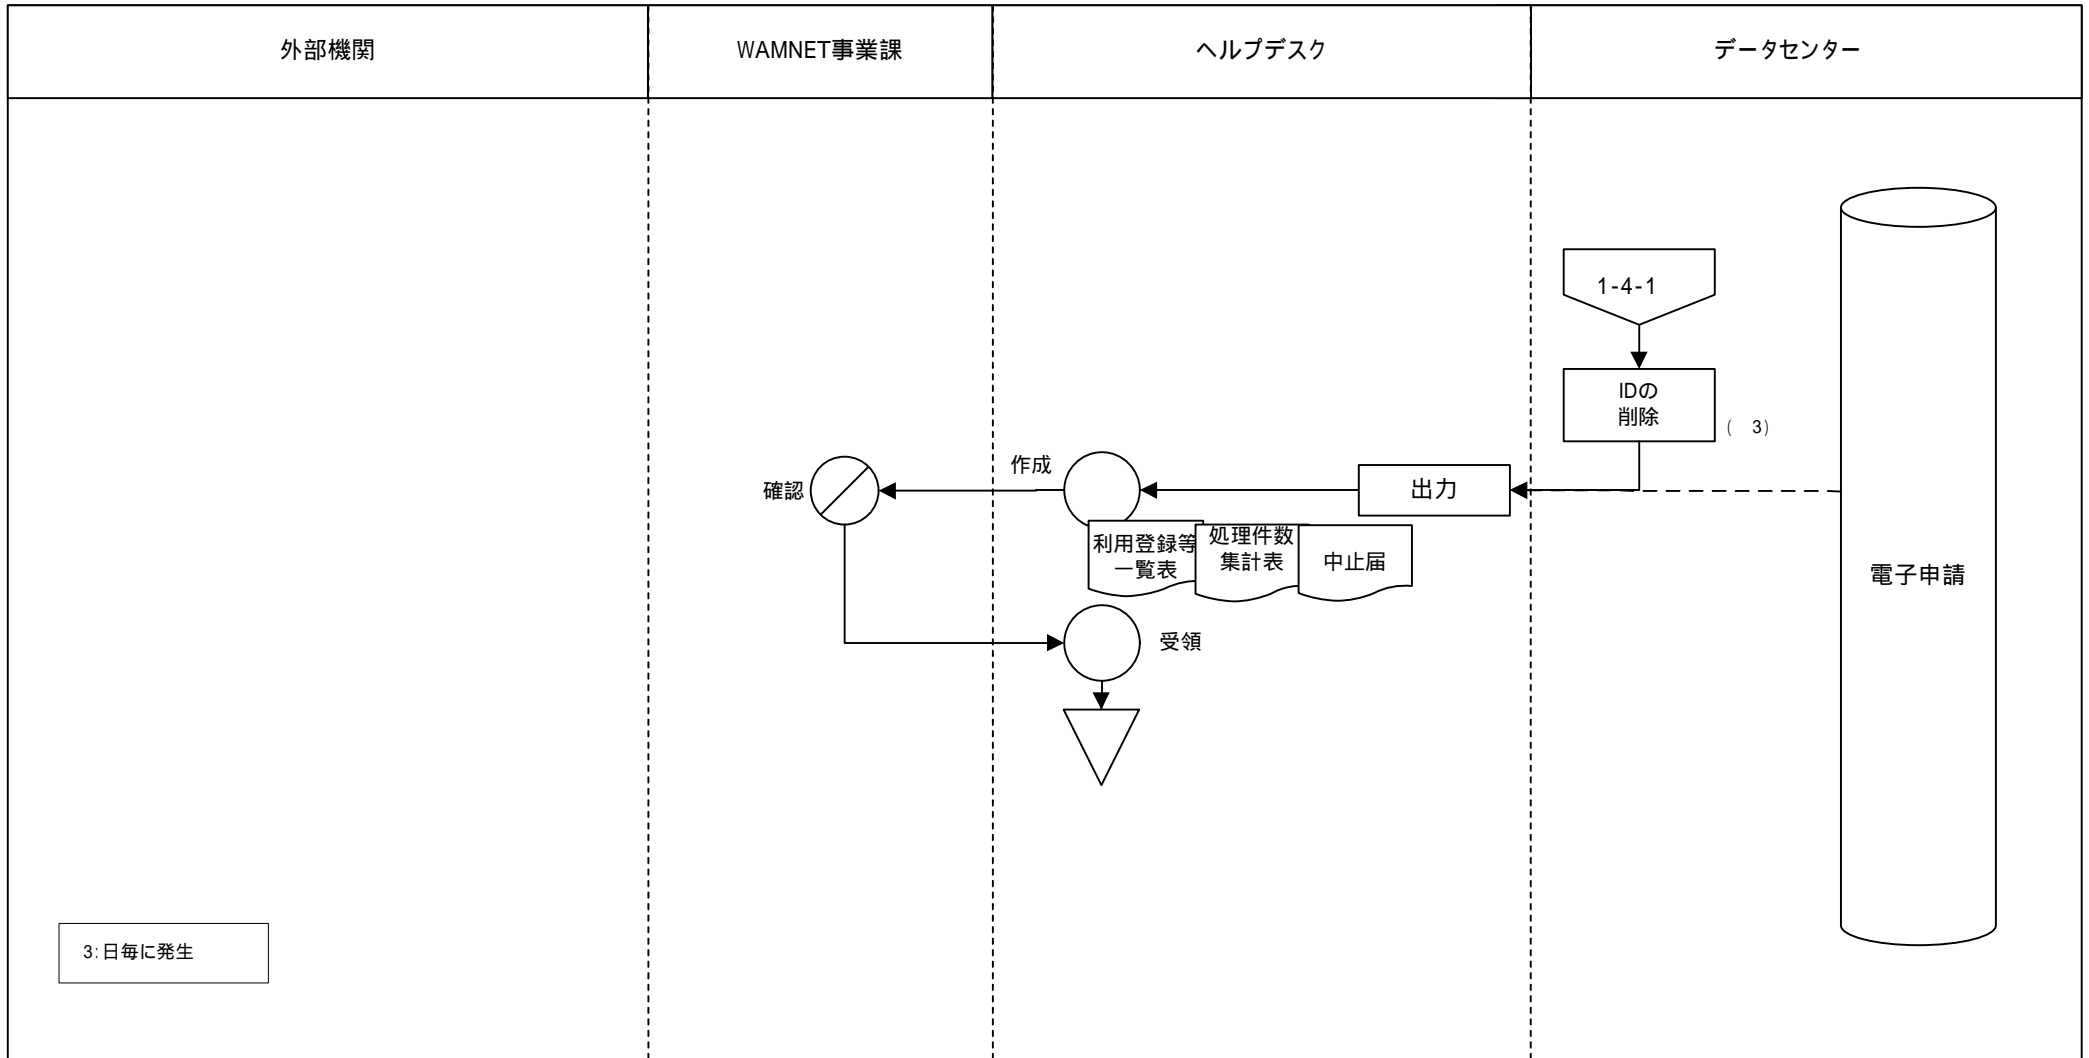 外部機関
WAMNET事業課
ヘルプデスク
データセンター
1-4-1
IDの
削除
( 3)
作成
確認
出力
利用登録等
一覧表
処理件数
集計表
中止届
電子申請
受領
3:日毎に発生